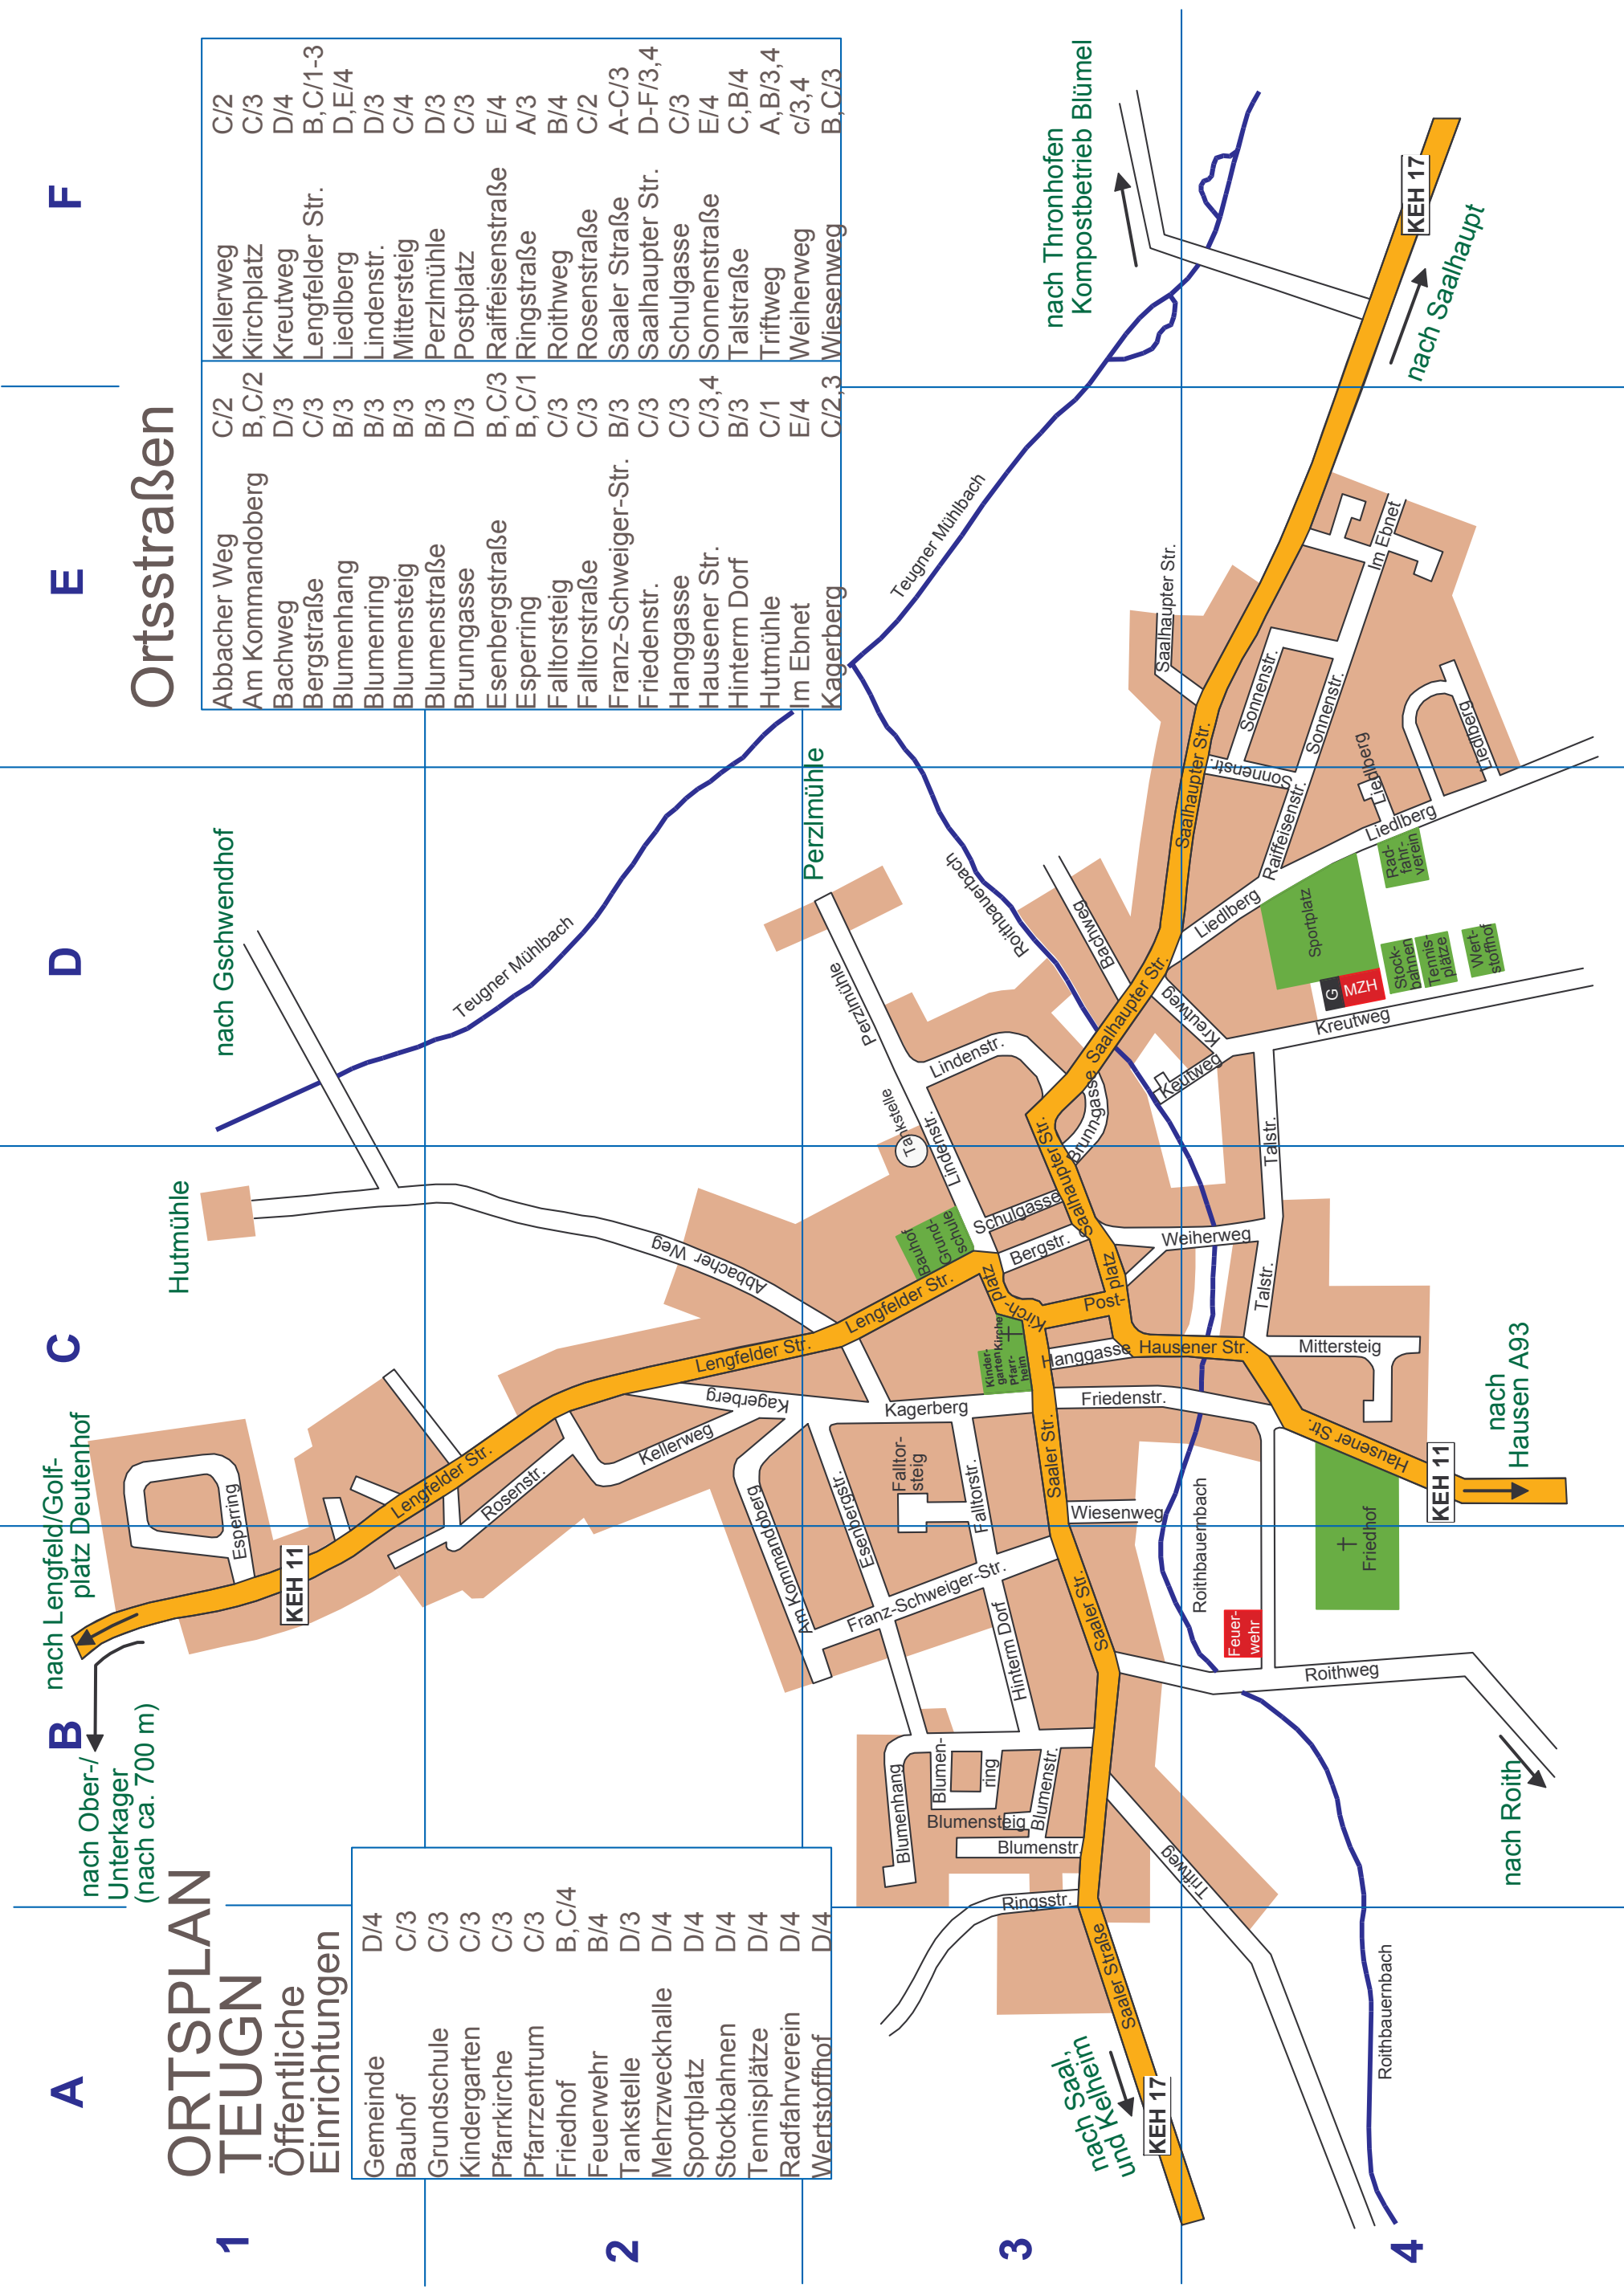 ORTSPLAN
TEUGN
Öffentliche
Einrichtungen
Gemeinde D/4
Bauhof C/3
Grundschule C/3
Kindergarten C/3
Pfarrkirche C/3
Pfarrzentrum C/3
Friedhof B,C/4
Feuerwehr B/4
Tankstelle D/3
Mehrzweckhalle D/4
Sportplatz D/4
Stockbahnen D/4
Tennisplätze D/4
Radfahrverein D/4
Wertstoffhof D/4
Ortsstraßen
Abbacher Weg C/2
Am Kommandoberg B,C/2
Bachweg D/3
Bergstraße C/3
Blumenhang B/3
Blumenring B/3
Blumensteig B/3
Blumenstraße B/3
Brunngasse D/3
Esenbergstraße B,C/3
Esperring B,C/1
Falltorsteig C/3
Falltorstraße C/3
Franz-Schweiger-Str. B/3
Friedenstr. C/3
Hanggasse C/3
Hausener Str. C/3,4
Hinterm Dorf B/3
Hutmühle C/1
Im Ebnet E/4
Kagerberg C/2,3
Kellerweg C/2
Kirchplatz C/3
Kreutweg D/4
Lengfelder Str. B,C/1-3
Liedlberg D,E/4
Lindenstr. D/3
Mittersteig C/4
Perzlmühle D/3
Postplatz C/3
Raiffeisenstraße E/4
Ringstraße A/3
Roithweg B/4
Rosenstraße C/2
Saaler Straße A-C/3
Saalhaupter Str. D-F/3,4
Schulgasse C/3
Sonnenstraße E/4
Talstraße C,B/4
Triftweg A,B/3,4
Weiherweg c/3,4
Wiesenweg B,C/3
A
B
C
D
E
F
1
2
3
4
nach Ober-/
Unterkager
(nach ca. 700 m)
nach Lengfeld/Golf-
platz Deutenhof
Hutmühle
nach Gschwendhof
Perzlmühle
nach Thronhofen
Kompostbetrieb Blümel
nach Saalhaupt
nach
Hausen A93
nach Roith
nach Saal,
und Kelheim
KEH 11
KEH 11
KEH 17
KEH 17
Esperring
Lengfelder Str.
Rosenstr.
Kellerweg
Kagerberg
Lengfelder Str.
Lengfelder Str.
Abbacher Weg
Teugner Mühlbach
Teugner Mühlbach
Roithbauerbach
Am Kommandoberg
Esenbergstr.
Kagerberg
Falltor-
steig
Falltorstr.
Franz-Schweiger-Str.
Hinterm Dorf
Blumenhang
Blumen-
ring
Blumensteig
Blumenstr.
Blumenstr.
Ringsstr.
Saaler Straße
Saaler Str.
Saaler Str.
Wiesenweg
Triftweg
Roithbauernbach
Roithbauernbach
Roithweg
Feuer-
wehr
Friedhof
Friedenstr.
Hanggasse
Hausener Str.
Hausener Str.
Mittersteig
Talstr.
Talstr.
Weiherweg
Post-
platz
Kirch-
platz
Kinder-
garten
Kirche
Pfarr-
heim
Bauhof
Grund-
schule
Bergstr.
Schulgasse
Saalhaupter Str.
Brunngasse
Lindenstr.
Lindenstr.
Tankstelle
T
Perzlmühle
Saalhaupter Str.
Bachweg
Kreutweg
Keutweg
Kreutweg
G
MZH
Sportplatz
Stock-
bahnen
Tennis-
plätze
Wert-
stoffhof
Rad-
fahr-
verein
Liedlberg
Liedlberg
Liedlberg
Liedlberg
Raiffeisenstr.
Sonnenstr.
Sonnenstr.
Sonnenstr.
Saalhaupter Str.
Saalhaupter Str.
Im Ebnet